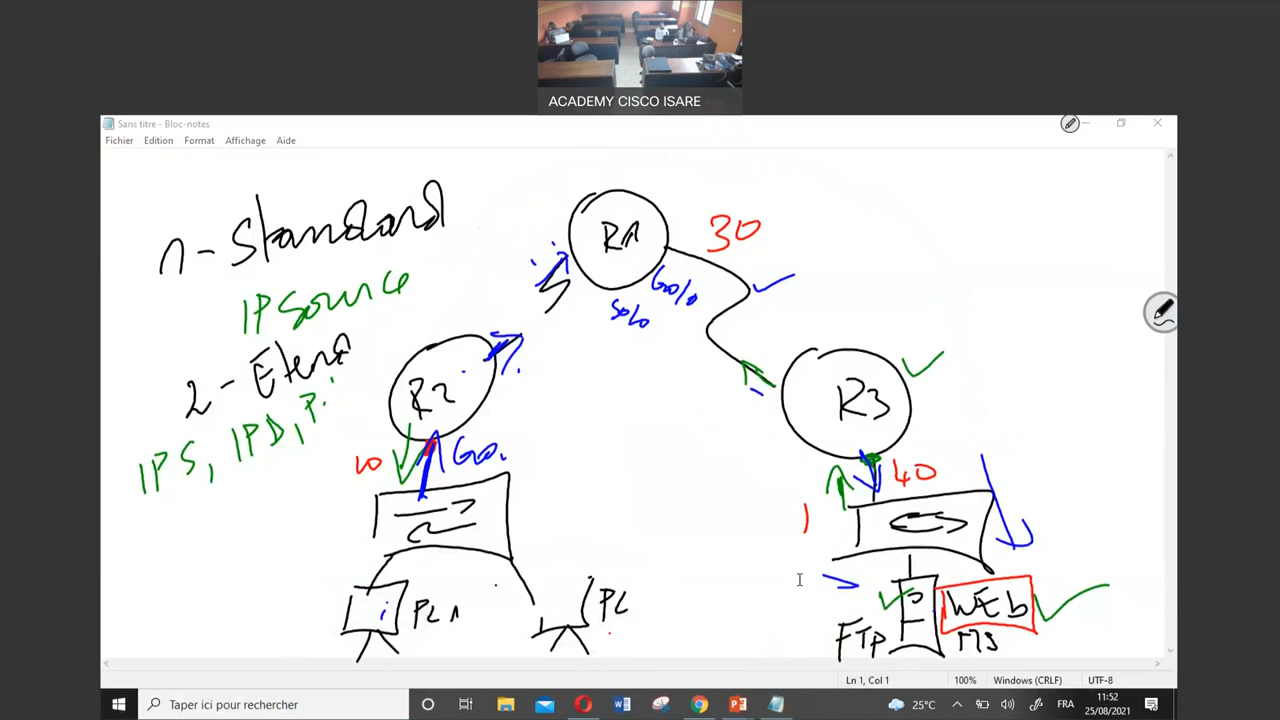 ACADEMY CISCO ISARE
Sans titre - Bloc-notes
Fichier Edition Format Affichage Aide
1- Standard
IP Source
2- Etend
IPS, IPD, P.
R1
30
S0/0
G0/0
R2
R3
10
G0.
40
1
PC 1
PC
FTP
WEb
Ln 1, Col 1 100% Windows (CRLF) UTF-8
Taper ici pour rechercher
25°C
FRA
11:52
25/08/2021